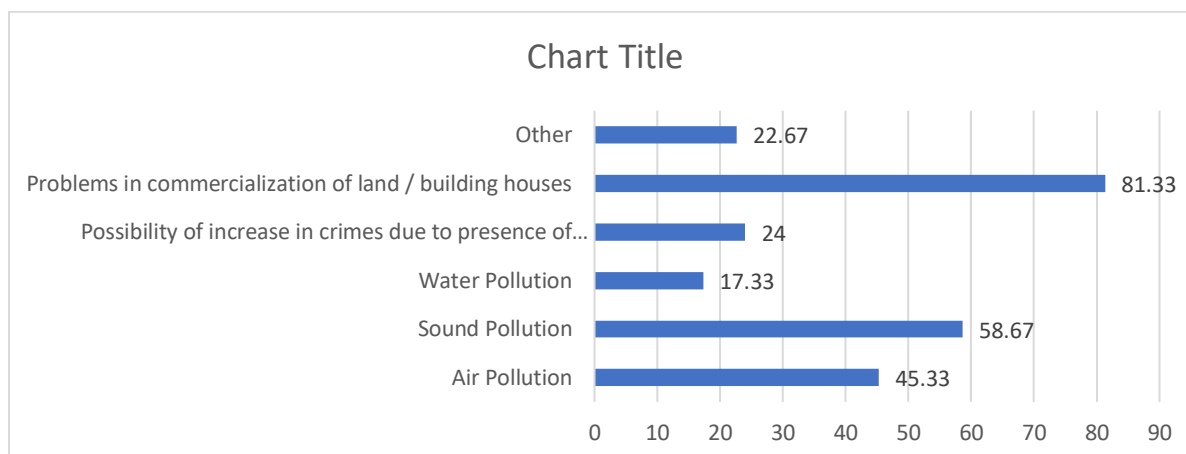 Chart Title
Other 22.67
Problems in commercialization of land / building houses 81.33
Possibility of increase in crimes due to presence of... 24
Water Pollution 17.33
Sound Pollution 58.67
Air Pollution 45.33
0 10 20 30 40 50 60 70 80 90